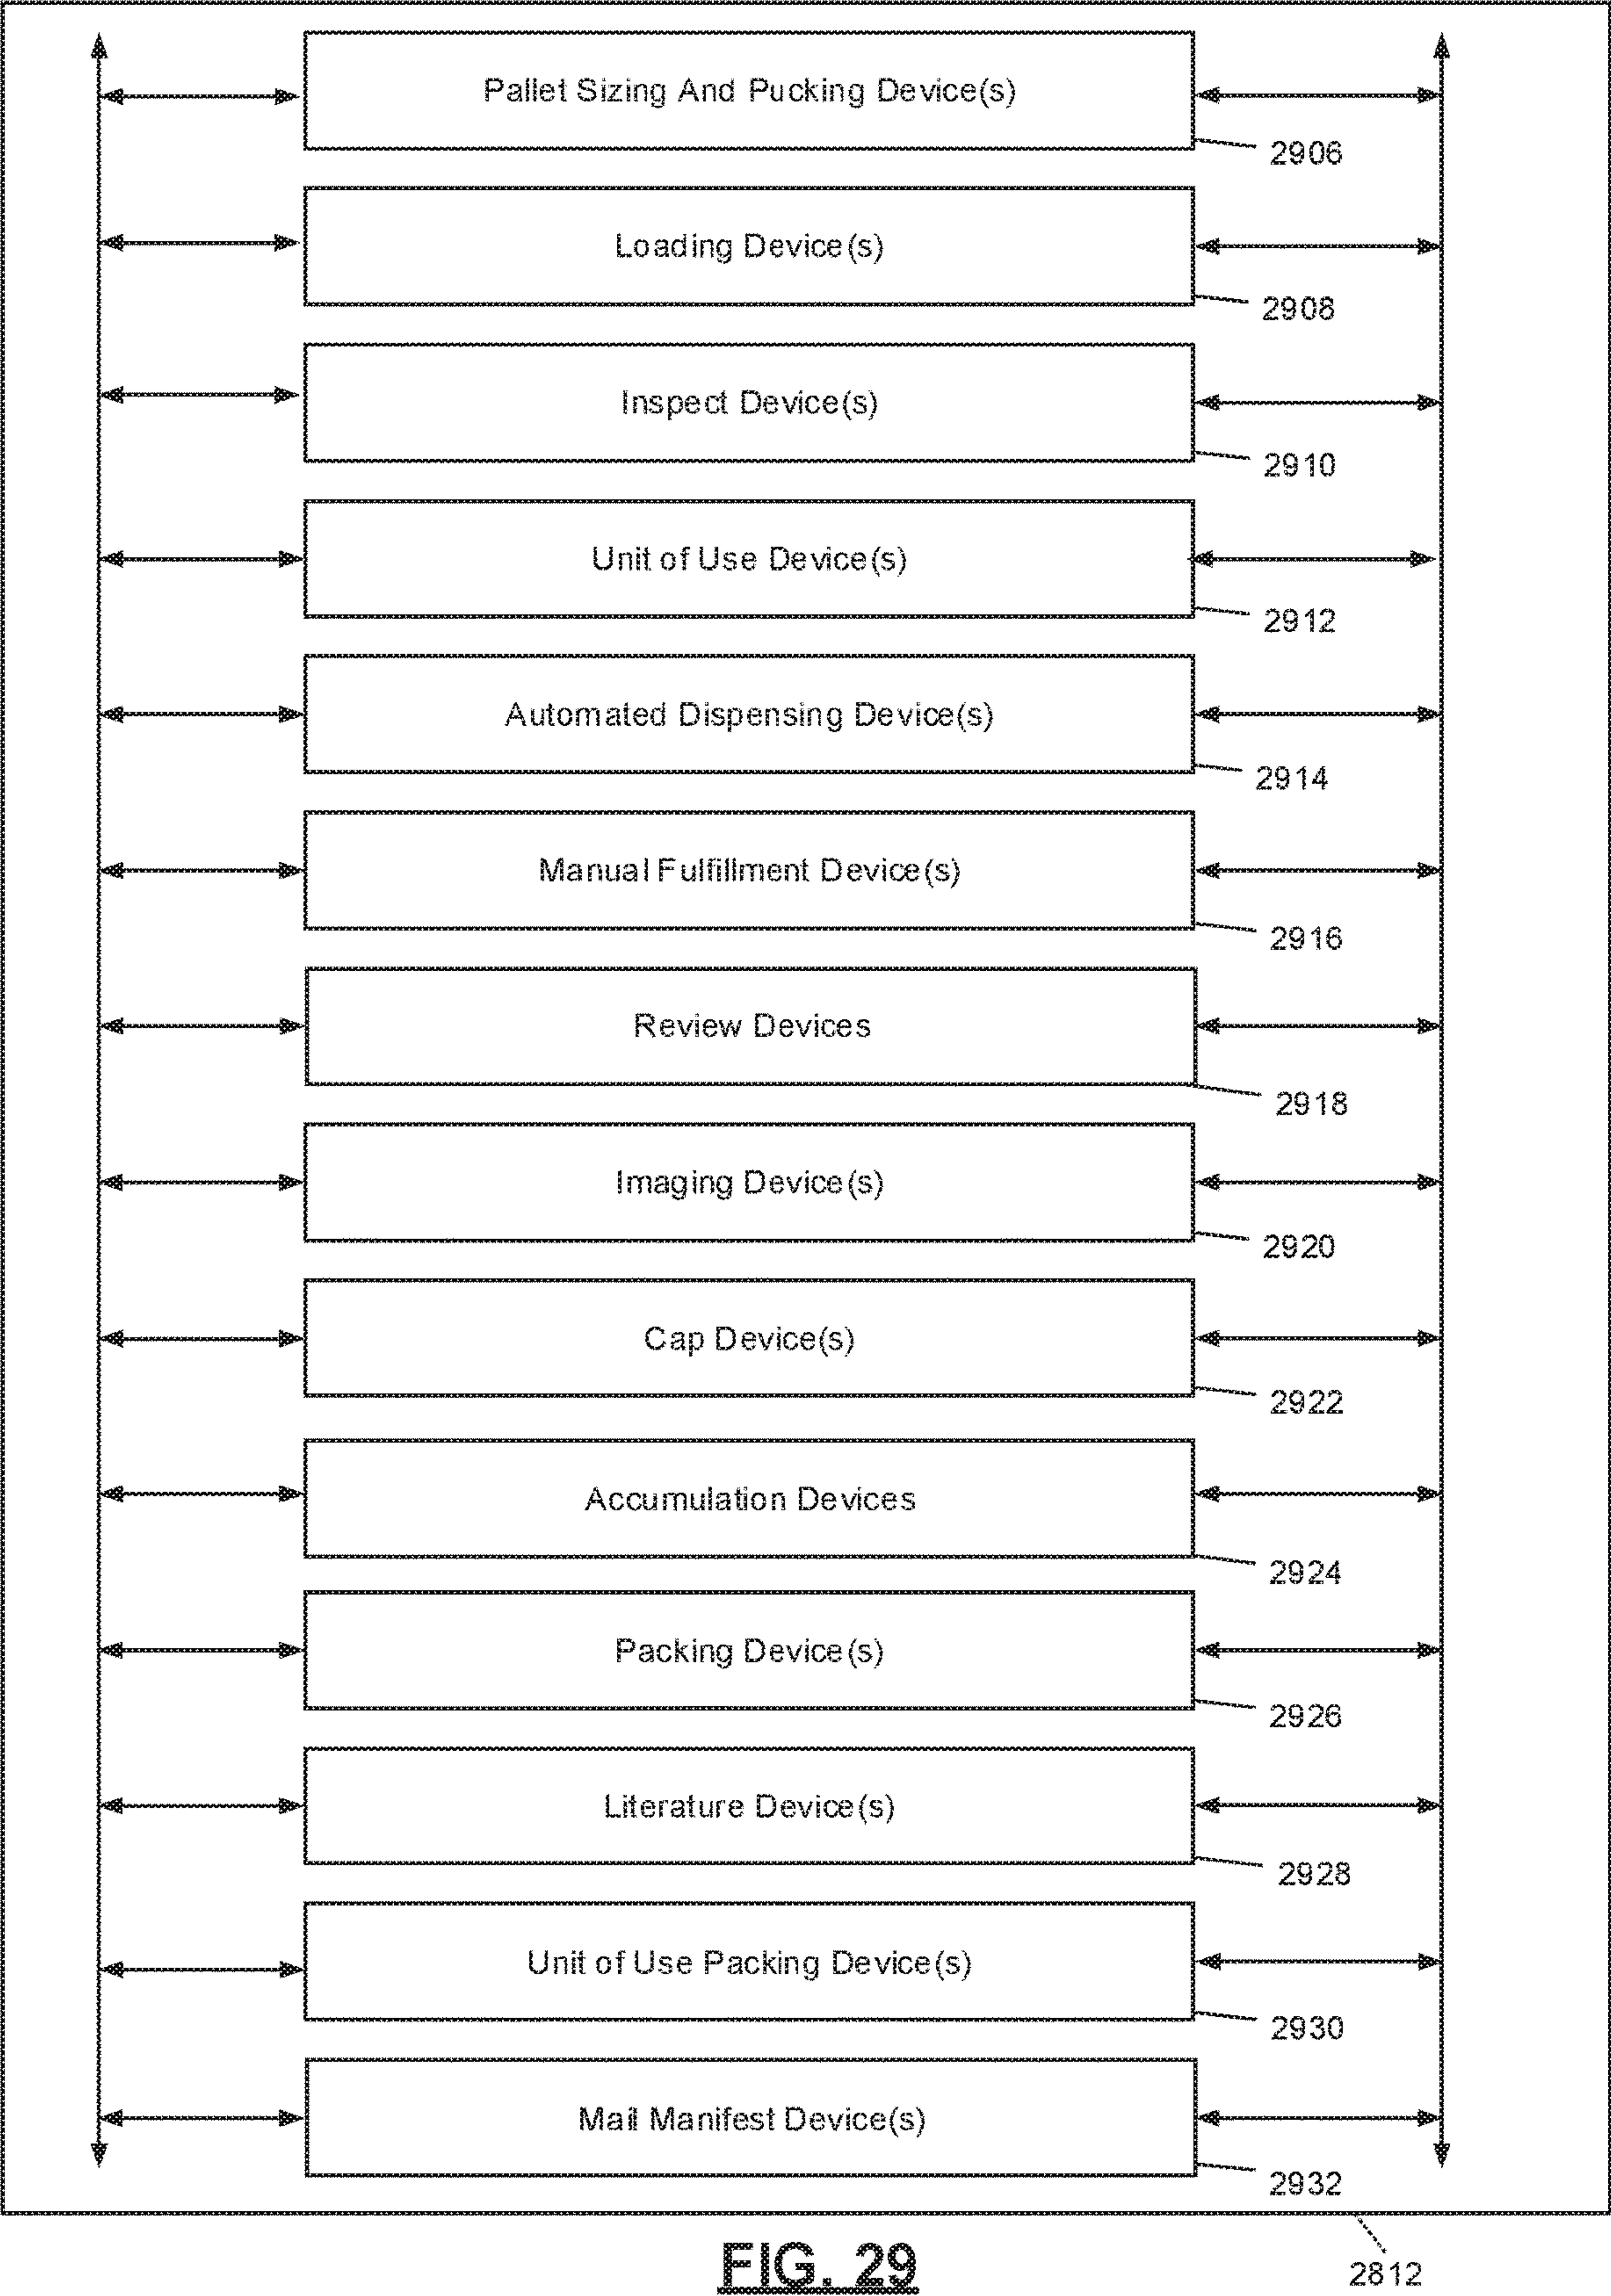 Pallet Sizing And Pucking Device(s)
2906
Loading Device(s)
2908
Inspect Device(s)
2910
Unit of Use Device(s)
2912
Automated Dispensing Device(s)
2914
Manual Fulfillment Device(s)
2916
Review Devices
2918
Imaging Device(s)
2920
Cap Device(s)
2922
Accumulation Devices
2924
Packing Device(s)
2926
Literature Device(s)
2928
Unit of Use Packing Device(s)
2930
Mail Manifest Device(s)
2932
FIG. 29
2812